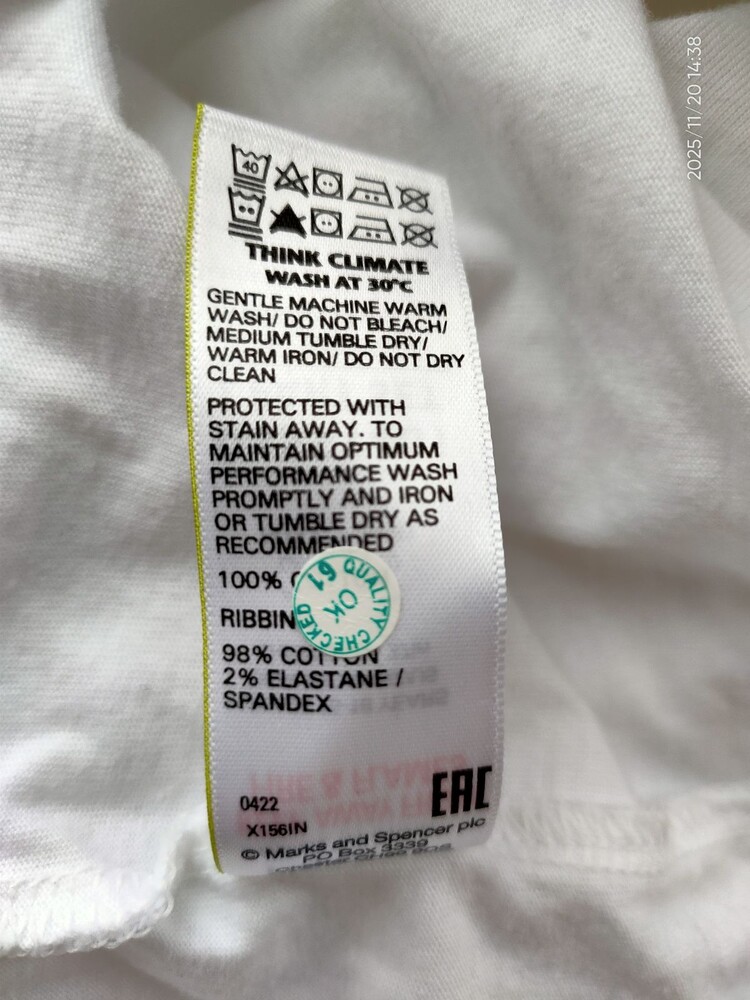 2025/11/20 14:38
40
THINK CLIMATE
WASH AT 30°C
GENTLE MACHINE WARM
WASH/ DO NOT BLEACH/
MEDIUM TUMBLE DRY/
WARM IRON/ DO NOT DRY
CLEAN
PROTECTED WITH
STAIN AWAY. TO
MAINTAIN OPTIMUM
PERFORMANCE WASH
PROMPTLY AND IRON
OR TUMBLE DRY AS
RECOMMENDED
100%
RIBBIN
QUALITY CHECKED
OK
98% COTTON
2% ELASTANE /
SPANDEX
EAC
0422
X156IN
© Marks and Spencer plc
PO Box 3339